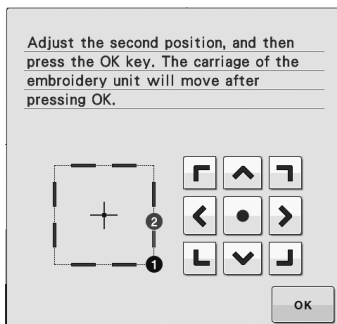 Adjust the second position, and then
press the OK key. The carriage of the
embroidery unit will move after
pressing OK.
2
1
OK